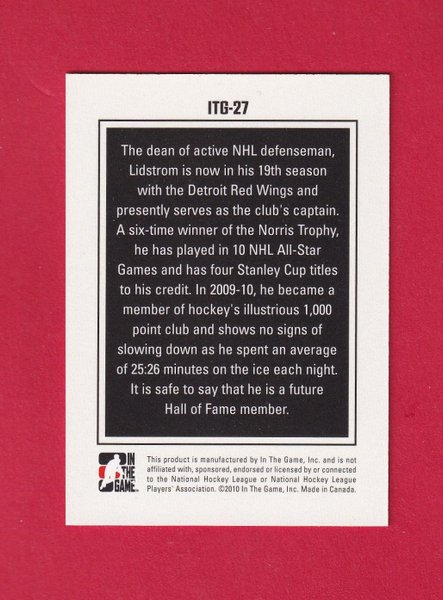 ITG-27
The dean of active NHL defenseman,
Lidstrom is now in his 19th season
with the Detroit Red Wings and
presently serves as the club's captain.
A six-time winner of the Norris Trophy,
he has played in 10 NHL All-Star
Games and has four Stanley Cup titles
to his credit. In 2009-10, he became a
member of hockey's illustrious 1,000
point club and shows no signs of
slowing down as he spent an average
of 25:26 minutes on the ice each night.
It is safe to say that he is a future
Hall of Fame member.
IN
THE
GAME
This product is manufactured by In The Game, Inc. and is not
affiliated with, sponsored, endorsed or licensed by or connected
to the National Hockey League or National Hockey League
Players' Association. ©2010 In The Game, Inc. Made in Canada.